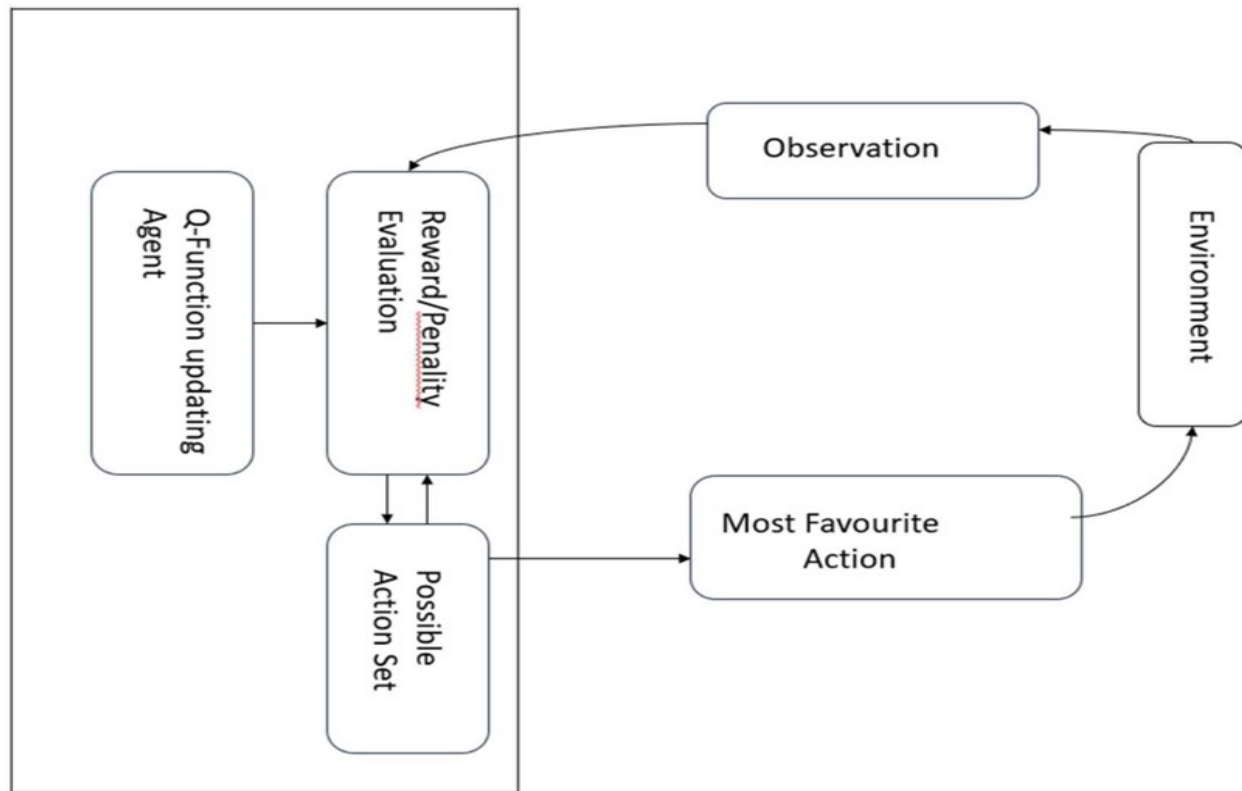 Observation
Environment
Q-Function updating
Agent
Reward/Penality
Evaluation
Most Favourite
Action
Possible
Action Set